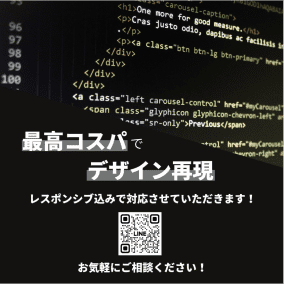 <h1>One more for good measure.</h1>
<p>Cras justo odio, dapibus ac facilisis in
.</p>
<p><a class="btn btn-lg btn-primary" href=
</div>
</div>
</div>
<a class="left carousel-control" href="#myCarousel
<span class="glyphicon glyphicon-chevron-left"
"sr-only">Previous</span>
95
96
97
98
99
100
最高コスパで
デザイン再現
レスポンシブ込みで対応させていただきます！
LINE
お気軽にご相談ください！